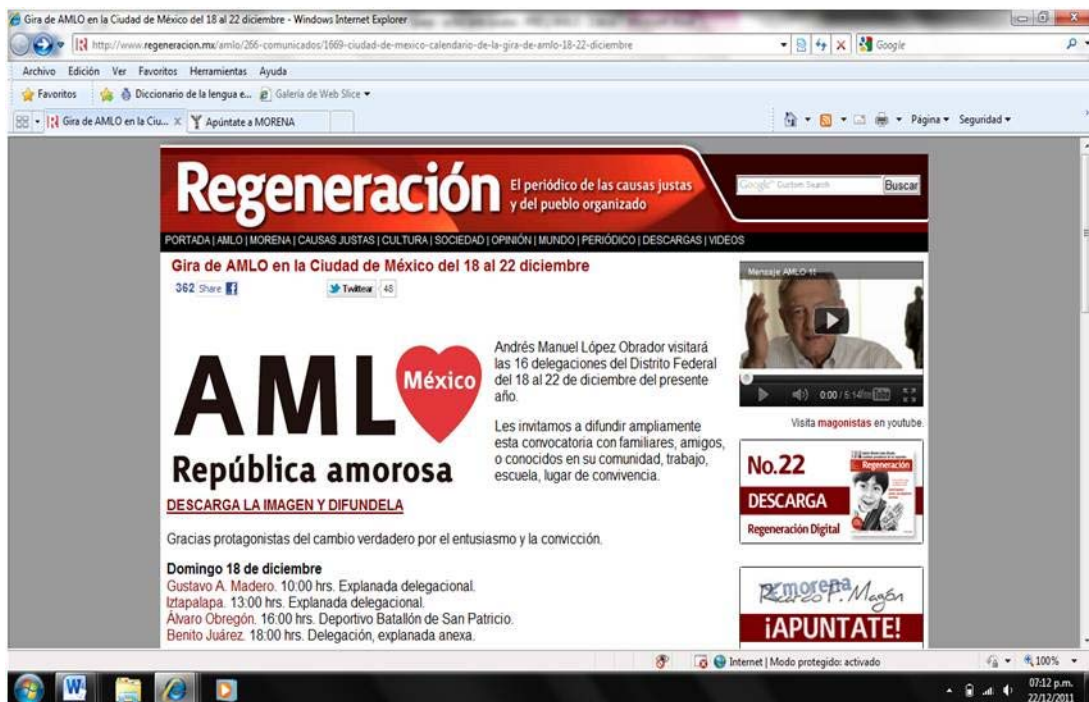 Gira de AMLO en la Ciudad de México del 18 al 22 diciembre - Windows Internet Explorer
http://www.regeneracion.mx/amlo/266-comunicados/1669-ciudad-de-mexico-calendario-de-la-gira-de-amlo-18-22-diciembre
Google
Archivo Edición Ver Favoritos Herramientas Ayuda
Favoritos Diccionario de la lengua e... Galería de Web Slice
Gira de AMLO en la Ciu... X Apúntate a MORENA
Página Seguridad
Regeneración
El periódico de las causas justas
y del pueblo organizado
Google™ Custom Search Buscar
PORTADA | AMLO | MORENA | CAUSAS JUSTAS | CULTURA | SOCIEDAD | OPINIÓN | MUNDO | PERIÓDICO | DESCARGAS | VIDEOS
Gira de AMLO en la Ciudad de México del 18 al 22 diciembre
362 Share
Twittear 48
AML
México
República amorosa
Andrés Manuel López Obrador visitará
las 16 delegaciones del Distrito Federal
del 18 al 22 de diciembre del presente
año.
Les invitamos a difundir ampliamente
esta convocatoria con familiares, amigos,
o conocidos en su comunidad, trabajo,
escuela, lugar de convivencia.
DESCARGA LA IMAGEN Y DIFUNDELA
Gracias protagonistas del cambio verdadero por el entusiasmo y la convicción.
Domingo 18 de diciembre
Gustavo A. Madero. 10:00 hrs. Explanada delegacional.
Iztapalapa. 13:00 hrs. Explanada delegacional.
Álvaro Obregón. 16:00 hrs. Deportivo Batallón de San Patricio.
Benito Juárez. 18:00 hrs. Delegación, explanada anexa.
Mensaje AMLO 11
0:00 / 5:14
Visita magonistas en youtube.
No.22
DESCARGA
Regeneración Digital
Regeneración
morena
Ricardo F. Magón
¡APUNTATE!
Internet | Modo protegido: activado
100%
07:12 p.m.
22/12/2011